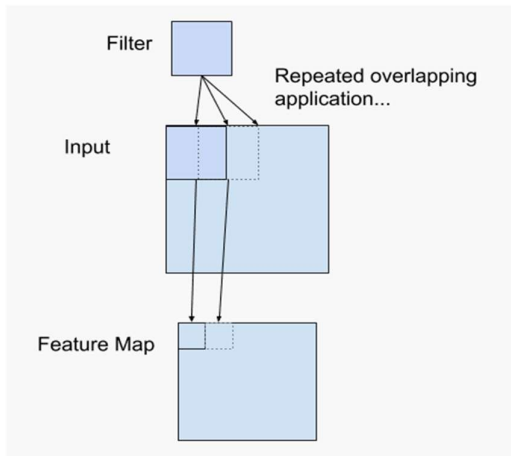 Filter
Repeated overlapping
application...
Input
Feature Map